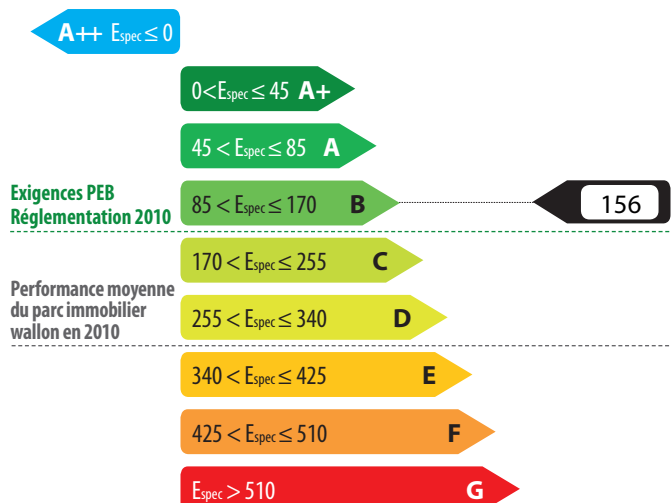 A++ Espec ≤ 0
0<Espec ≤ 45 A+
45 < Espec ≤ 85 A
Exigences PEB
Réglementation 2010
85 < Espec ≤ 170 B
156
170 < Espec ≤ 255 C
Performance moyenne
du parc immobilier
wallon en 2010
255 < Espec ≤ 340 D
340 < Espec ≤ 425 E
425 < Espec ≤ 510 F
Espec > 510 G